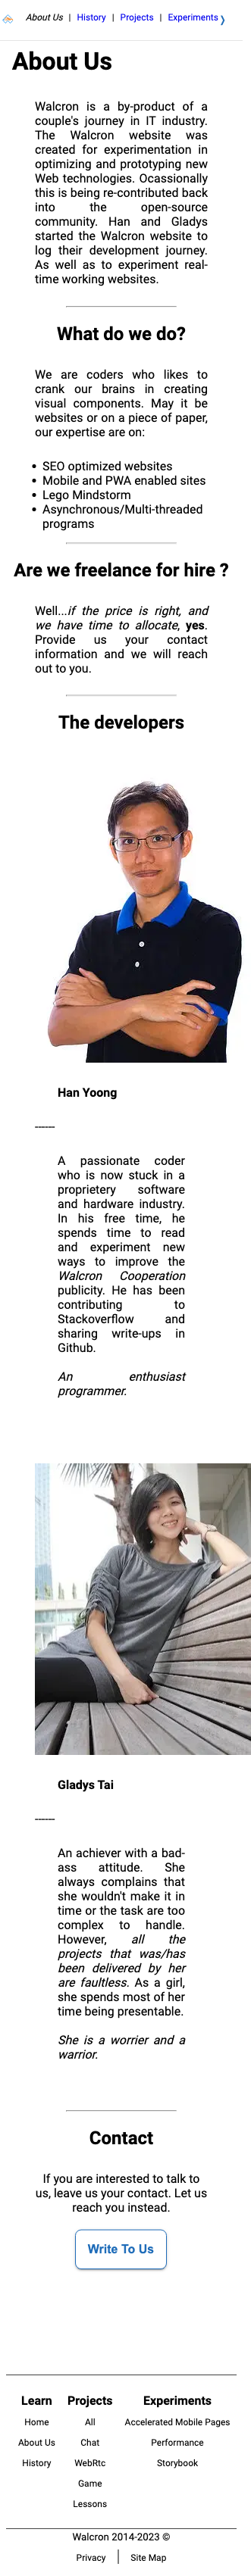 About Us | History | Projects | Experiments ❯
About Us
Walcron is a by-product of a
couple's journey in IT industry.
The Walcron website was
created for experimentation in
optimizing and prototyping new
Web technologies. Ocassionally
this is being re-contributed back
into the open-source
community. Han and Gladys
started the Walcron website to
log their development journey.
As well as to experiment real-
time working websites.
What do we do?
We are coders who likes to
crank our brains in creating
visual components. May it be
websites or on a piece of paper,
our expertise are on:
• SEO optimized websites
• Mobile and PWA enabled sites
• Lego Mindstorm
• Asynchronous/Multi-threaded
programs
Are we freelance for hire ?
Well...if the price is right, and
we have time to allocate, yes.
Provide us your contact
information and we will reach
out to you.
The developers
Han Yoong
------
A passionate coder
who is now stuck in a
proprietery software
and hardware industry.
In his free time, he
spends time to read
and experiment new
ways to improve the
Walcron Cooperation
publicity. He has been
contributing to
Stackoverflow and
sharing write-ups in
Github.
An enthusiast
programmer.
Gladys Tai
------
An achiever with a bad-
ass attitude. She
always complains that
she wouldn't make it in
time or the task are too
complex to handle.
However, all the
projects that was/has
been delivered by her
are faultless. As a girl,
she spends most of her
time being presentable.
She is a worrier and a
warrior.
Contact
If you are interested to talk to
us, leave us your contact. Let us
reach you instead.
Write To Us
Learn Projects Experiments
Home All Accelerated Mobile Pages
About Us Chat Performance
History WebRtc Storybook
Game
Lessons
Walcron 2014-2023 ©
Privacy | Site Map